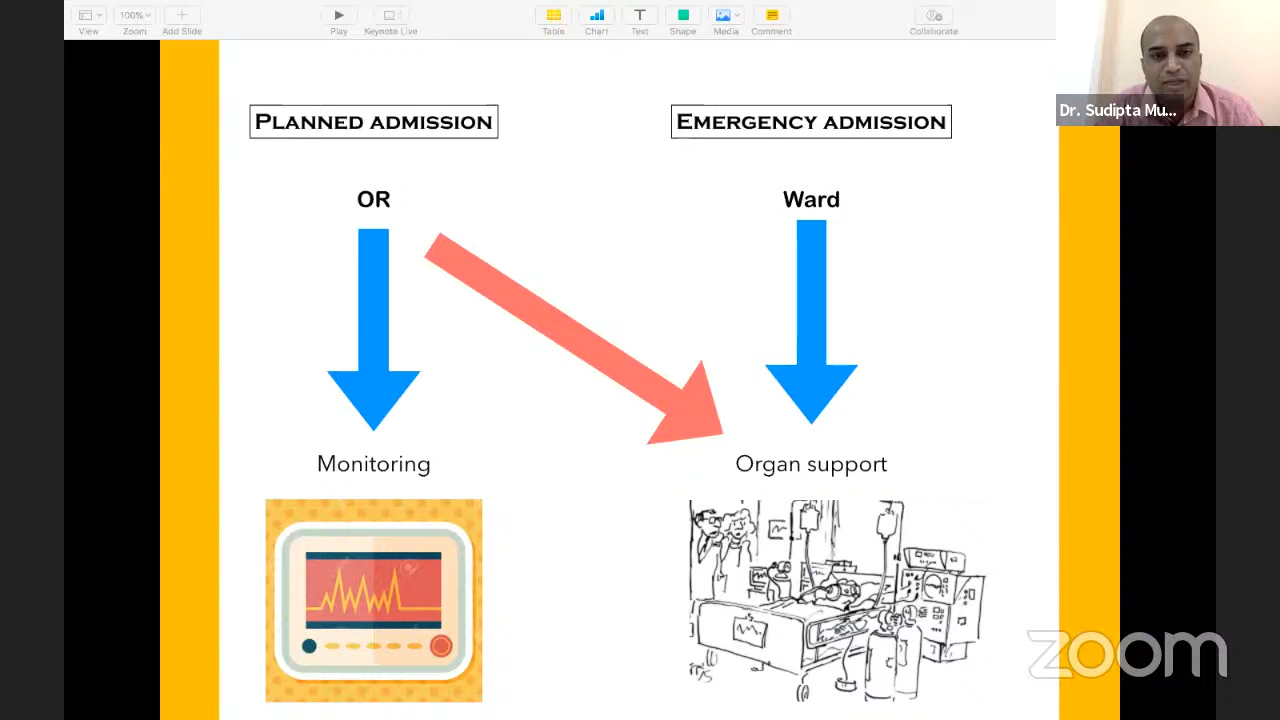 View
100%
Zoom
Add Slide
Play
Keynote Live
Table
Chart
T
Text
Shape
Media
Comment
Collaborate
Dr. Sudipta Mu...
PLANNED ADMISSION
EMERGENCY ADMISSION
OR
Ward
Monitoring
Organ support
zoom